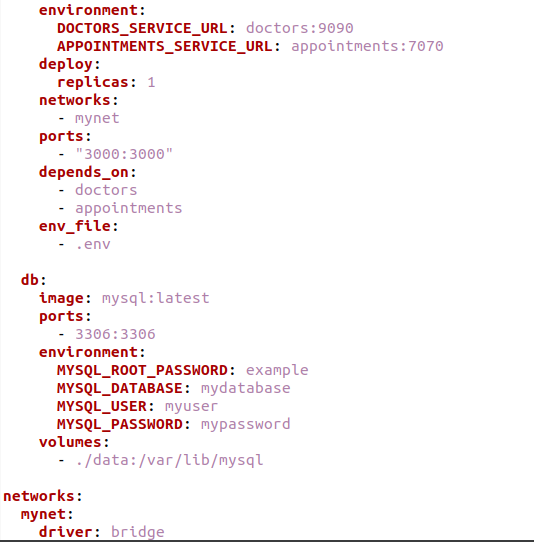 environment:
DOCTORS_SERVICE_URL: doctors:9090
APPOINTMENTS_SERVICE_URL: appointments:7070
deploy:
replicas: 1
networks:
- mynet
ports:
- "3000:3000"
depends_on:
- doctors
- appointments
env_file:
- .env
db:
image: mysql:latest
ports:
- 3306:3306
environment:
MYSQL_ROOT_PASSWORD: example
MYSQL_DATABASE: mydatabase
MYSQL_USER: myuser
MYSQL_PASSWORD: mypassword
volumes:
- ./data:/var/lib/mysql
networks:
mynet:
driver: bridge